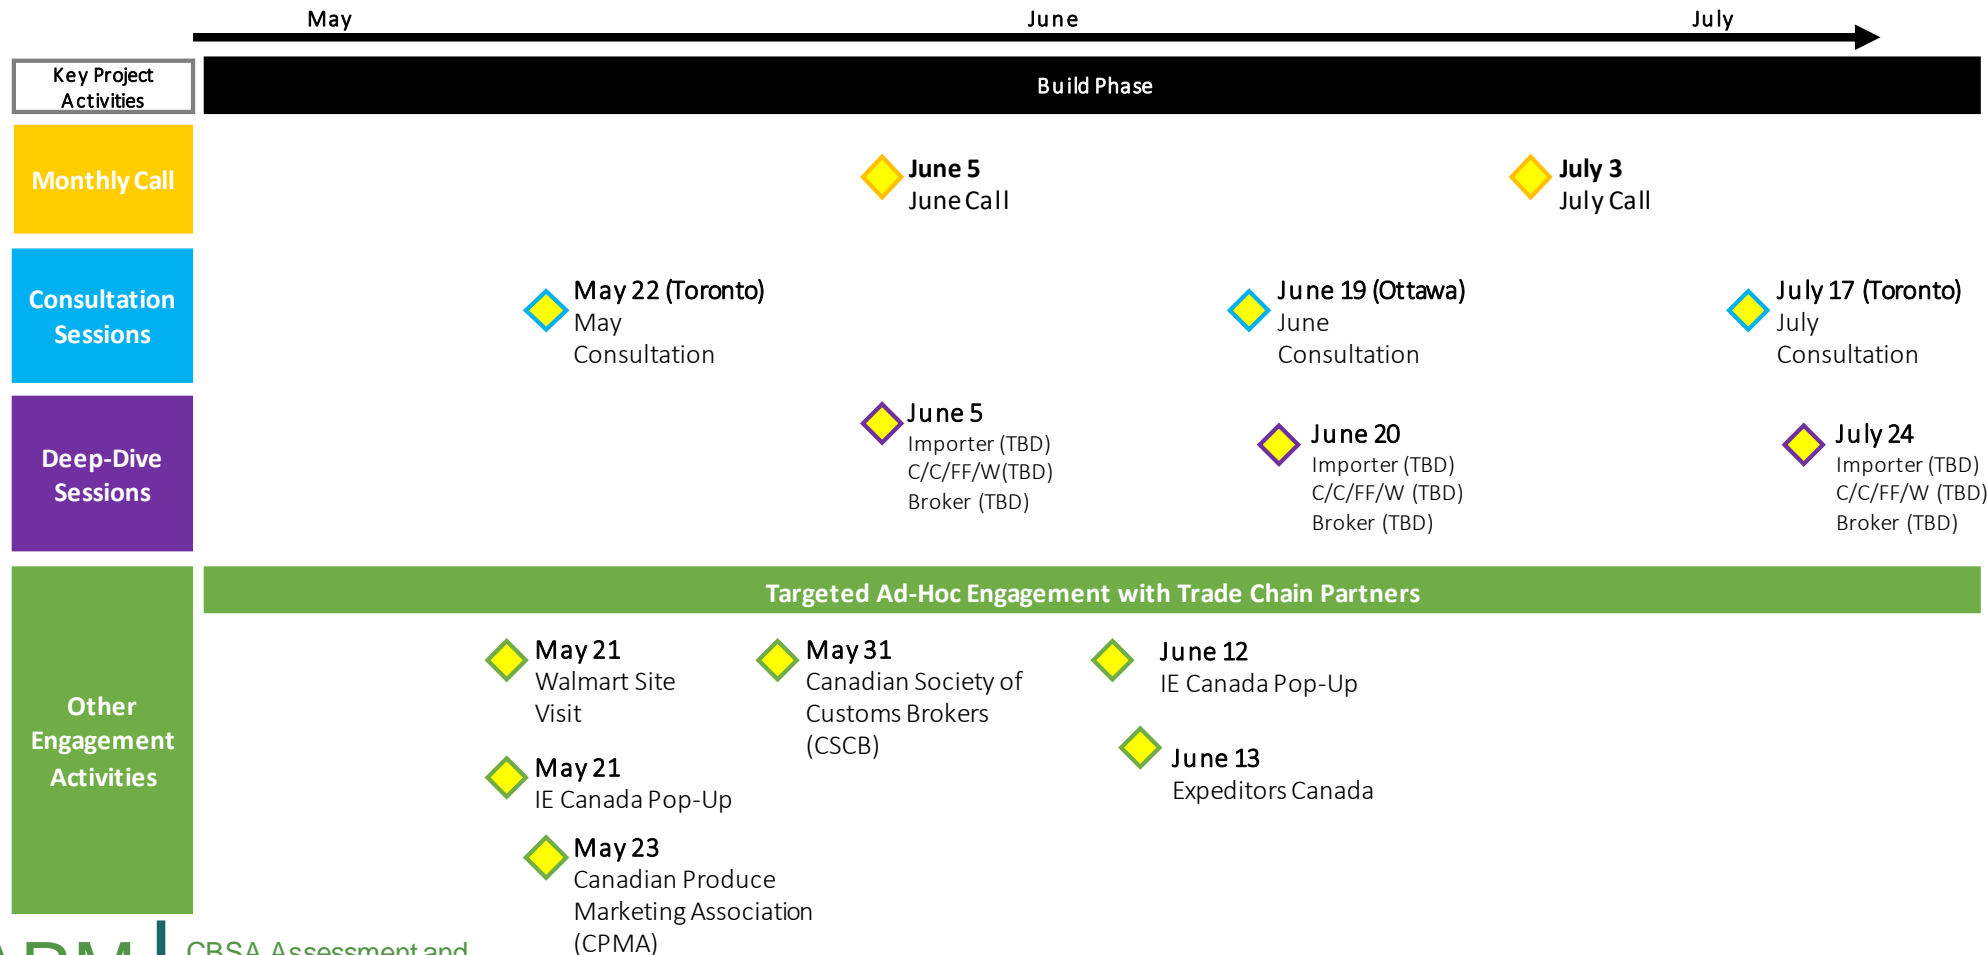 May
June
July
Key Project
Activities
Build Phase
Monthly Call
June 5
June Call
July 3
July Call
Consultation
Sessions
May 22 (Toronto)
May
Consultation
June 19 (Ottawa)
June
Consultation
July 17 (Toronto)
July
Consultation
Deep-Dive
Sessions
June 5
Importer (TBD)
C/C/FF/W(TBD)
Broker (TBD)
June 20
Importer (TBD)
C/C/FF/W (TBD)
Broker (TBD)
July 24
Importer (TBD)
C/C/FF/W (TBD)
Broker (TBD)
Targeted Ad-Hoc Engagement with Trade Chain Partners
Other
Engagement
Activities
May 21
Walmart Site
Visit
May 21
IE Canada Pop-Up
May 23
Canadian Produce
Marketing Association
(CPMA)
May 31
Canadian Society of
Customs Brokers
(CSCB)
June 12
IE Canada Pop-Up
June 13
Expeditors Canada
ARM
CBSA Assessment and